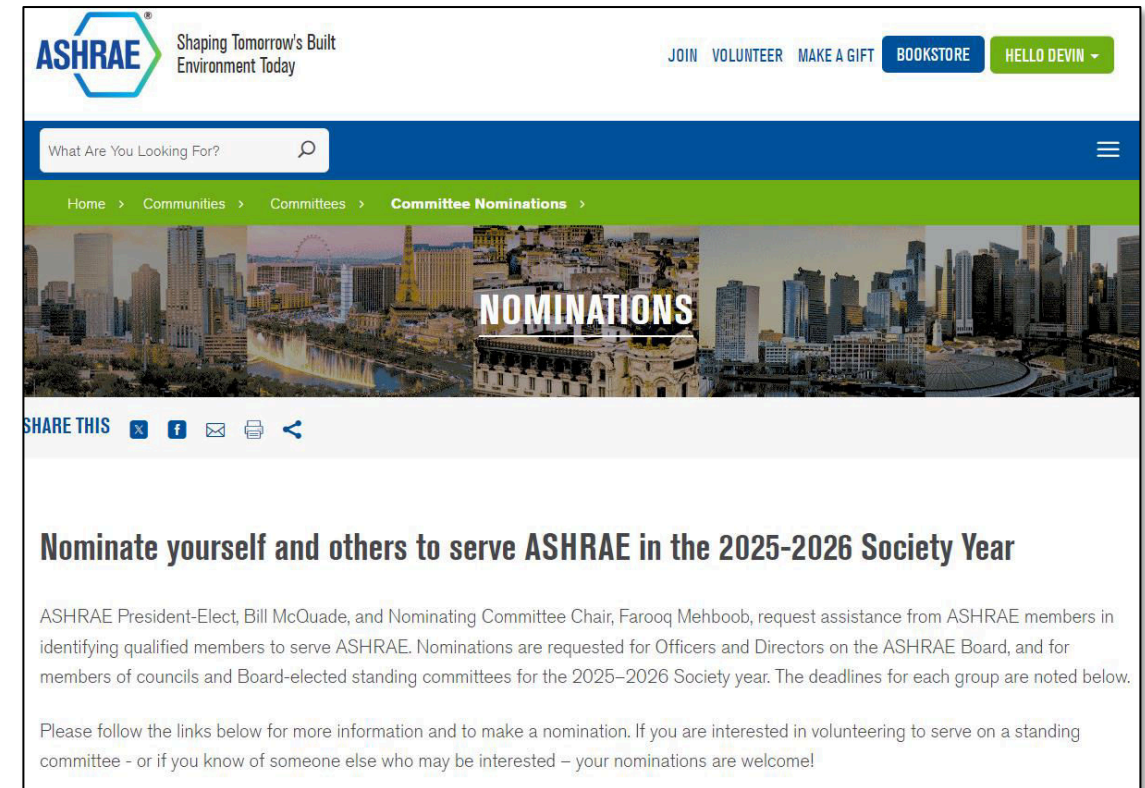 ASHRAE®
Shaping Tomorrow's Built
Environment Today
JOIN VOLUNTEER MAKE A GIFT BOOKSTORE HELLO DEVIN
What Are You Looking For?
Home > Communities > Committees > Committee Nominations >
NOMINATIONS
SHARE THIS
Nominate yourself and others to serve ASHRAE in the 2025-2026 Society Year
ASHRAE President-Elect, Bill McQuade, and Nominating Committee Chair, Farooq Mehboob, request assistance from ASHRAE members in
identifying qualified members to serve ASHRAE. Nominations are requested for Officers and Directors on the ASHRAE Board, and for
members of councils and Board-elected standing committees for the 2025–2026 Society year. The deadlines for each group are noted below.
Please follow the links below for more information and to make a nomination. If you are interested in volunteering to serve on a standing
committee - or if you know of someone else who may be interested – your nominations are welcome!